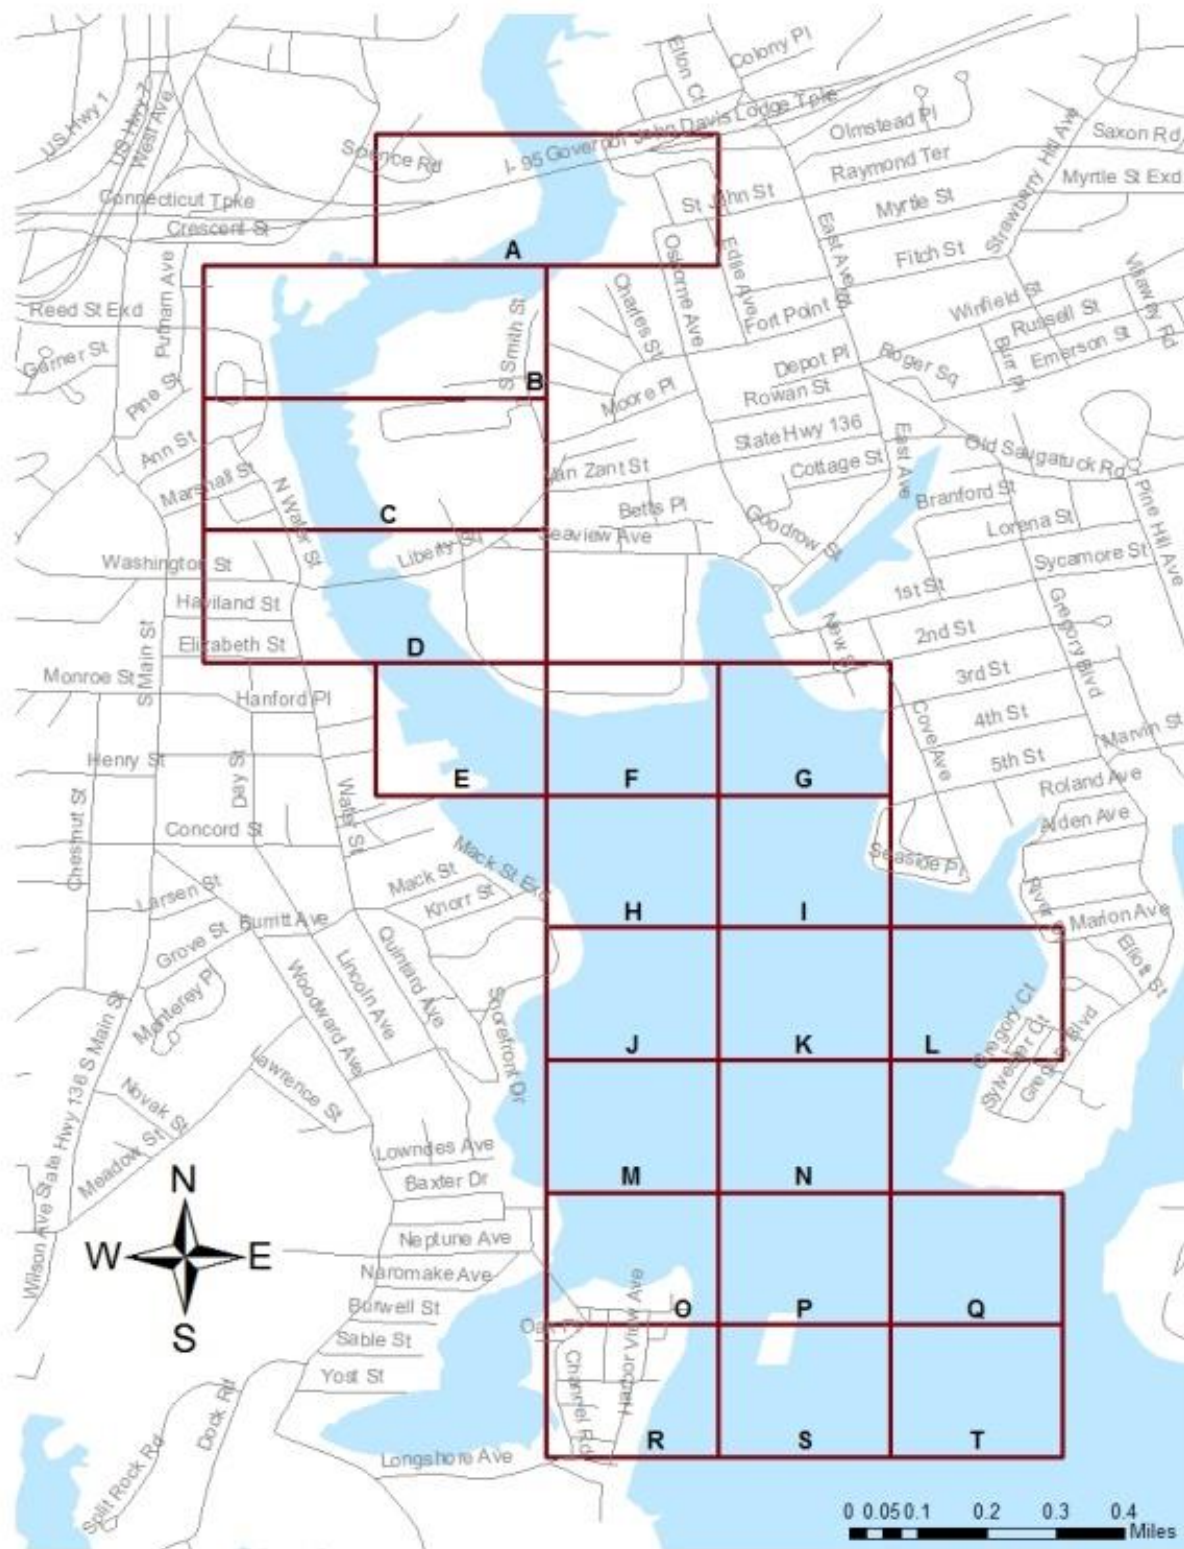 Elton Ct
Colony Pl
US Hwy 1
US Hwy 7
West Ave
Spence Rd
I- 95 Governor John Davis Lodge Tpke
Olmstead Pl
Saxon Rd
Raymond Ter
Myrtle St Exd
Connecticut Tpke
Crescent St
St John St
Myrtle St
Strawberry Hill Ave
East Ave
Fitch St
A
Putnam Ave
Osborne Ave
Edlie Ave
Reed St Exd
Charles St
Fort Point
Winfield St
Villaway Rd
Russell St
Garner St
S Smith St
Depot Pl
Roger Sq
Burr Pl
Emerson St
B
Pine St
Moore Pl
Rowan St
State Hwy 136
Ann St
Van Zant St
Cottage St
East Ave
Old Saugatuck Rd
Marshall St
N Water St
C
Betts Pl
Goodrow St
Branford St
Lorena St
Pine Hill Ave
Liberty Sq
Seaview Ave
Washington St
Sycamore St
1st St
Haviland St
New St
2nd St
Gregory Blvd
Elizabeth St
D
S Main St
Monroe St
3rd St
Hanford Pl
Cove Ave
4th St
Marvin St
Henry St
Day St
5th St
E
F
G
Water St
Roland Ave
Chestnut St
Concord St
Alden Ave
Mack St Exd
Seaside Pl
Mack St
Larsen St
Knorr St
River
H
I
Marion Ave
Burritt Ave
Grove St
Quintard Ave
Lincoln Ave
Woodward Ave
Elliott St
Monterey Pl
Shorefront Dr
Gregory Ct
J
K
L
Sylvester Ct
Gregory Blvd
State Hwy 136 S Main St
Lawrence St
Novak St
Meadow St
Lowndes Ave
M
N
Baxter Dr
N
W
E
S
Wilson Ave
Neptune Ave
Naromake Ave
Burwell St
O
P
Q
Harbor View Ave
Oak Pl
Sable St
Yost St
Channel Rd
Dock Rd
R
S
T
Split Rock Rd
Longshore Ave
0 0.05 0.1 0.2 0.3 0.4
Miles